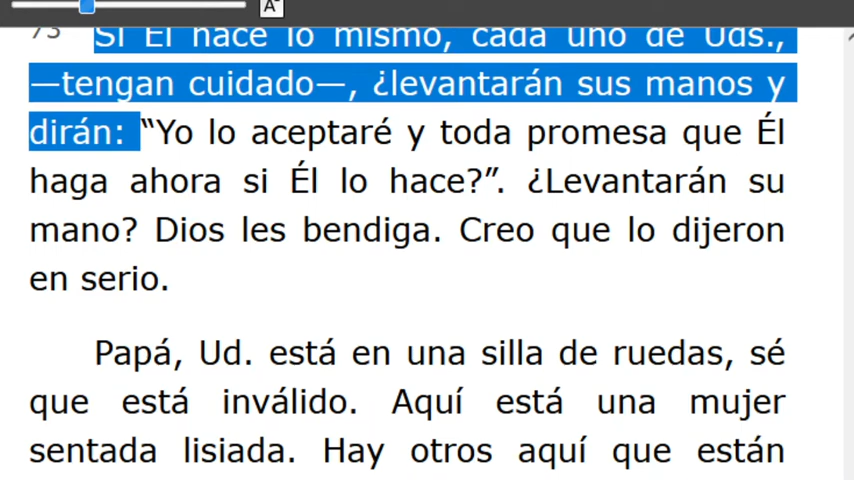 A
73 Si Él hace lo mismo, cada uno de Uds.,
—tengan cuidado—, ¿levantarán sus manos y
dirán: “Yo lo aceptaré y toda promesa que Él
haga ahora si Él lo hace?”. ¿Levantarán su
mano? Dios les bendiga. Creo que lo dijeron
en serio.
Papá, Ud. está en una silla de ruedas, sé
que está inválido. Aquí está una mujer
sentada lisiada. Hay otros aquí que están